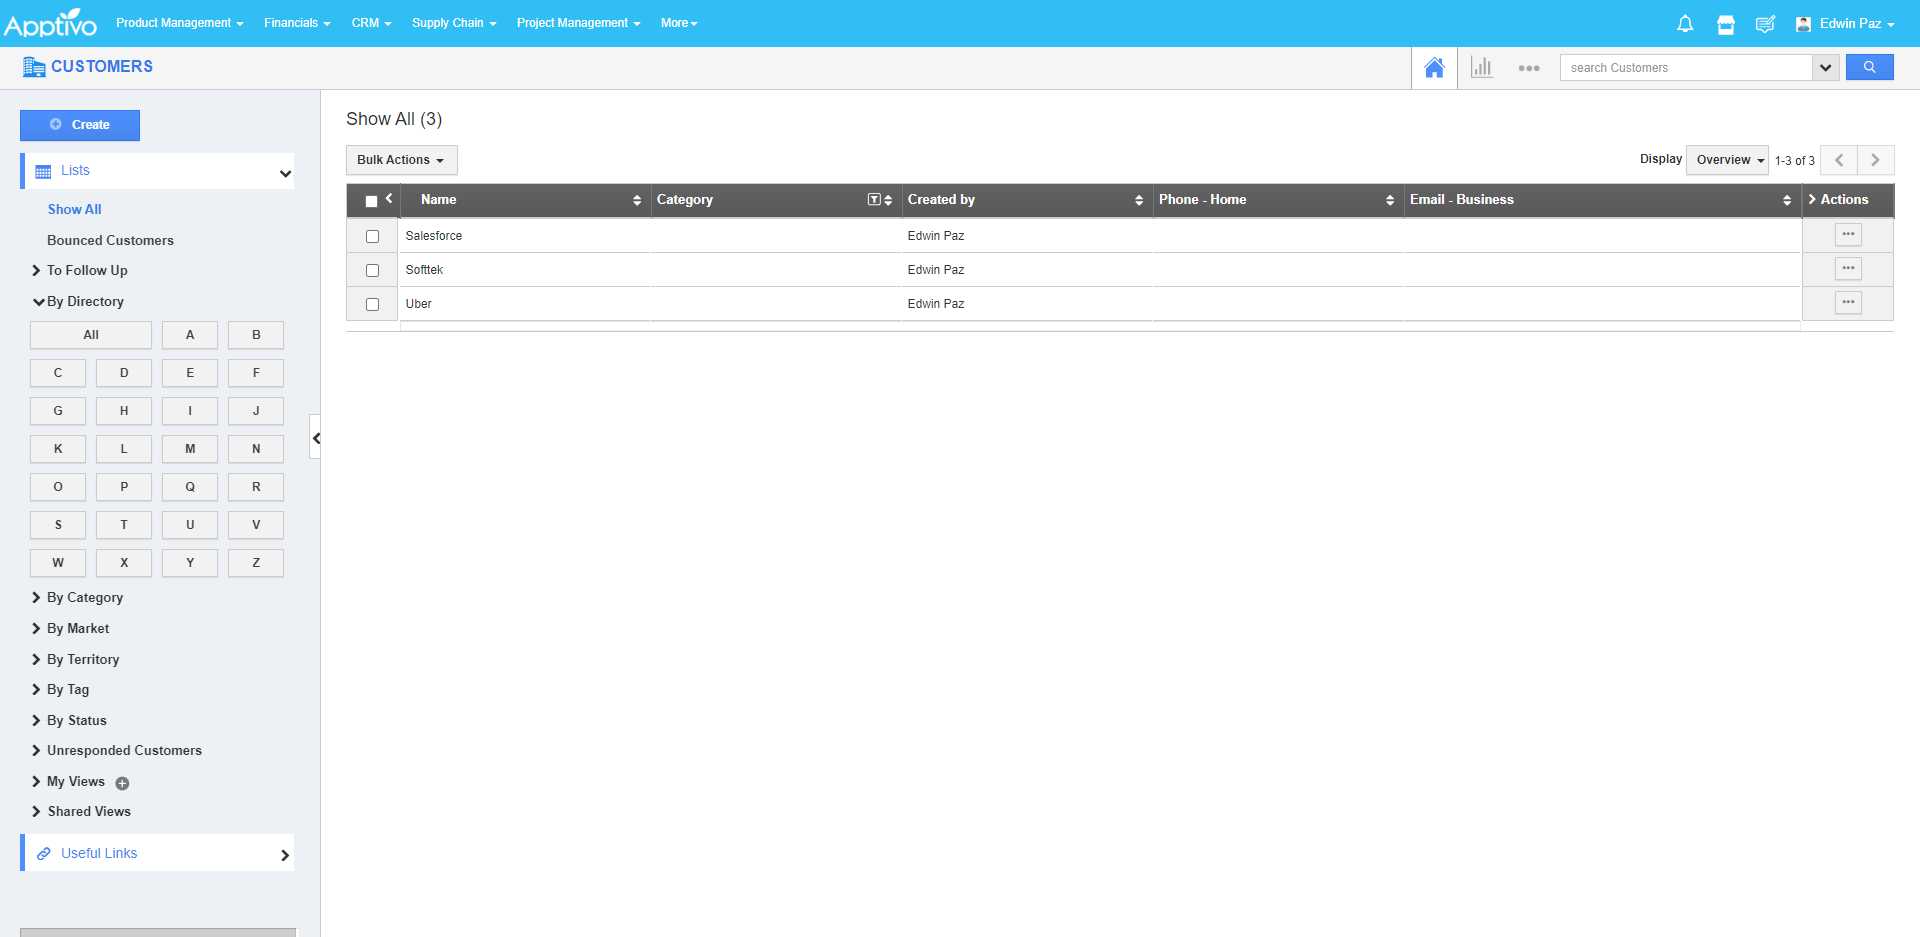 Apptivo Product Management Financials CRM Supply Chain Project Management More Edwin Paz
CUSTOMERS search Customers
Create
Lists
Show All
Bounced Customers
To Follow Up
By Directory
All A B
C D E F
G H I J
K L M N
O P Q R
S T U V
W X Y Z
By Category
By Market
By Territory
By Tag
By Status
Unresponded Customers
My Views
Shared Views
Useful Links
Show All (3)
Bulk Actions Display Overview 1-3 of 3
Name Category Created by Phone - Home Email - Business Actions
Salesforce Edwin Paz
Softtek Edwin Paz
Uber Edwin Paz